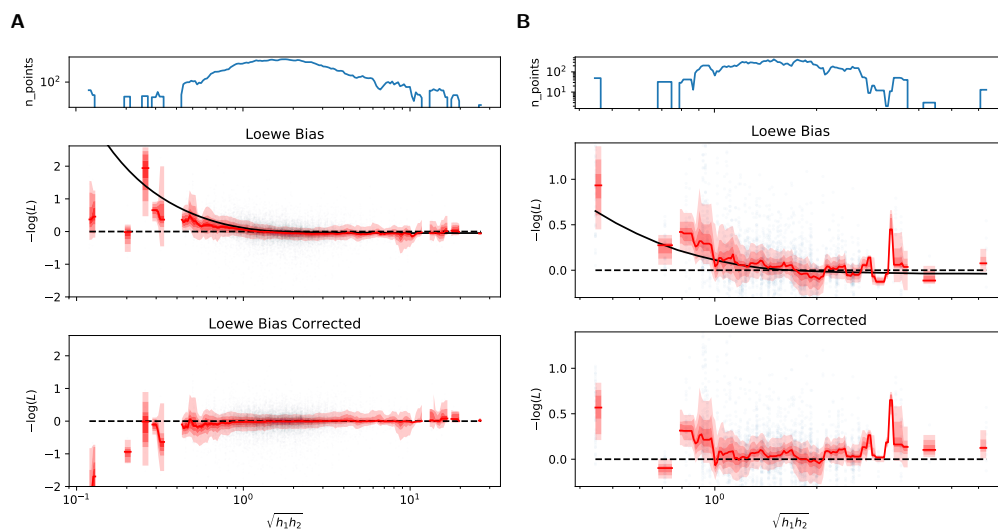 A
n_points
10²
Loewe Bias
−log(L)
2
1
0
−1
−2
Loewe Bias Corrected
−log(L)
2
1
0
−1
−2
10⁻¹
10⁰
10¹
√h₁h₂
B
n_points
10²
10¹
Loewe Bias
−log(L)
1.0
0.5
0.0
Loewe Bias Corrected
−log(L)
1.0
0.5
0.0
10⁰
√h₁h₂